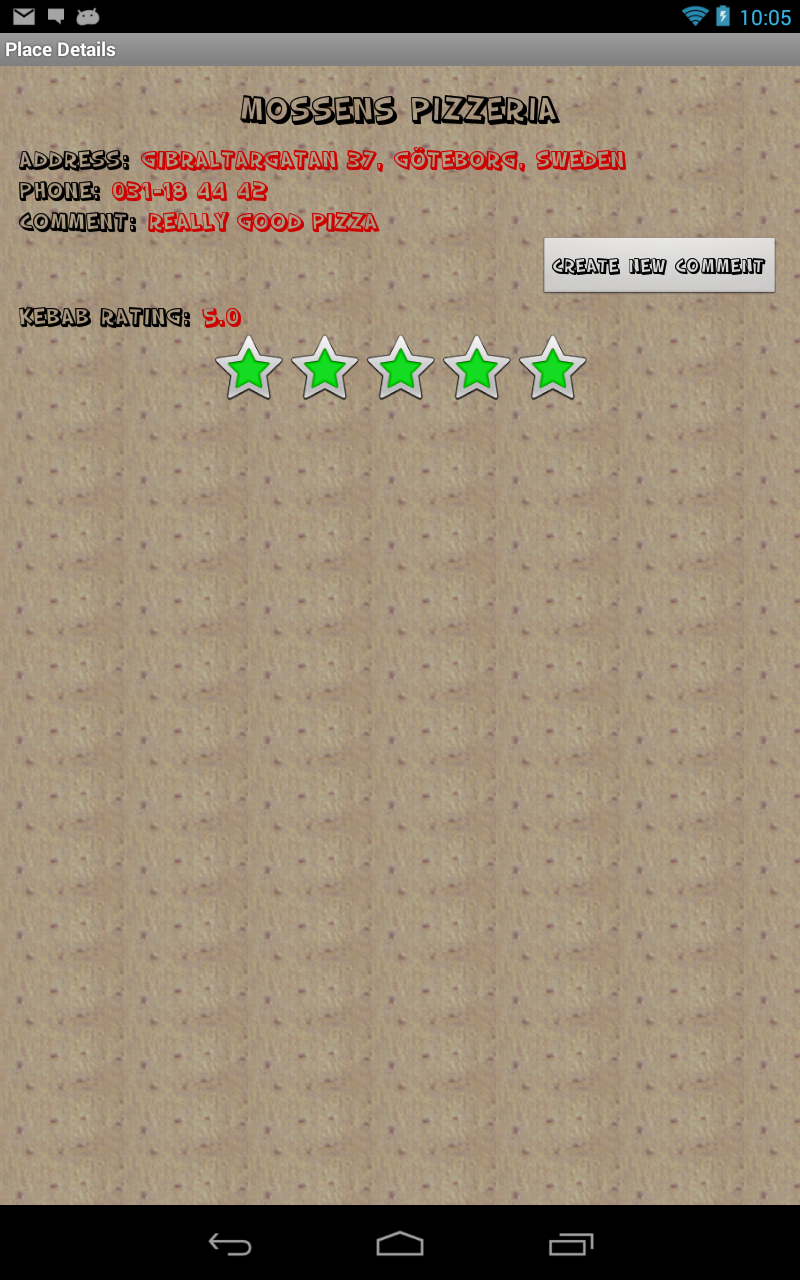 10:05
Place Details
MOSSENS PIZZERIA
ADDRESS: GIBRALTARGATAN 37, GÖTEBORG, SWEDEN
PHONE: 031-18 44 42
COMMENT: REALLY GOOD PIZZA
CREATE NEW COMMENT
KEBAB RATING: 5.0